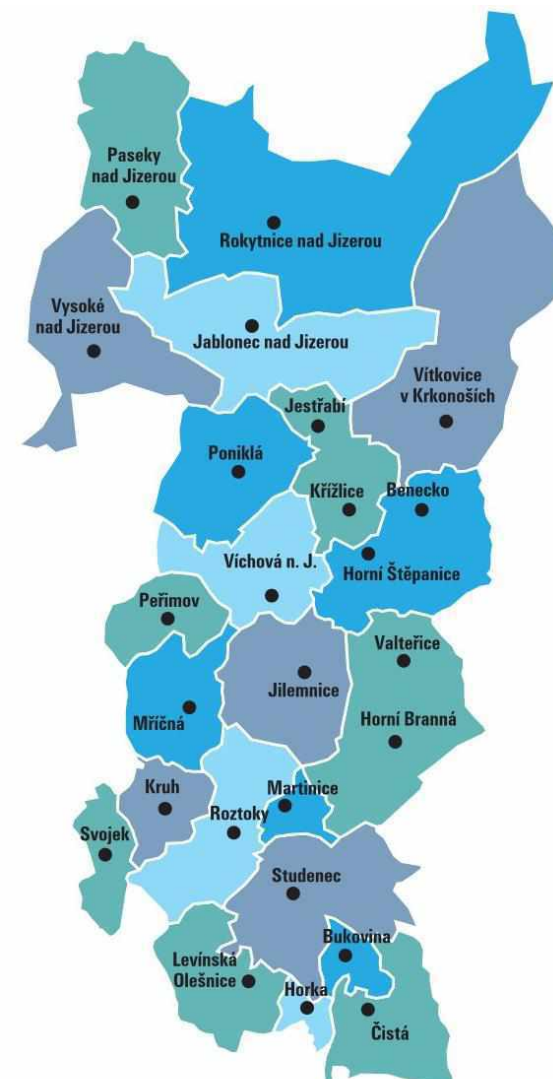 Paseky
nad Jizerou
Rokytnice nad Jizerou
Vysoké
nad Jizerou
Jablonec nad Jizerou
Vítkovice
v Krkonoších
Jestřabí
Poniklá
Křížlice
Benecko
Víchová n. J.
Horní Štěpanice
Peřimov
Valteřice
Jilemnice
Mříčná
Horní Branná
Kruh
Martinice
Roztoky
Svojek
Studenec
Bukovina
Levínská
Olešnice
Horka
Čistá